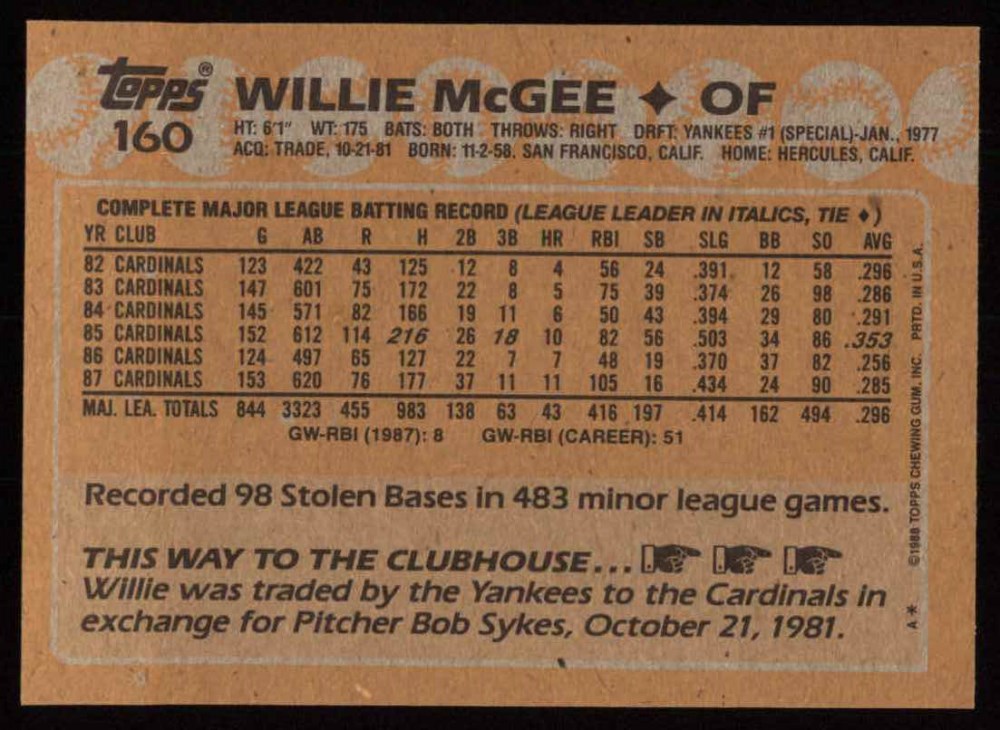 Topps® WILLIE McGEE ♦ OF
160 HT: 6'1" WT: 175 BATS: BOTH THROWS: RIGHT DRFT: YANKEES #1 (SPECIAL)-JAN., 1977
ACQ: TRADE, 10-21-81 BORN: 11-2-58, SAN FRANCISCO, CALIF. HOME: HERCULES, CALIF.
COMPLETE MAJOR LEAGUE BATTING RECORD (LEAGUE LEADER IN ITALICS, TIE ♦)
YR CLUB G AB R H 2B 3B HR RBI SB SLG BB SO AVG
82 CARDINALS 123 422 43 125 12 8 4 56 24 .391 12 58 .296
83 CARDINALS 147 601 75 172 22 8 5 75 39 .374 26 98 .286
84 CARDINALS 145 571 82 166 19 11 6 50 43 .394 29 80 .291
85 CARDINALS 152 612 114 216 26 18 10 82 56 .503 34 86 .353
86 CARDINALS 124 497 65 127 22 7 7 48 19 .370 37 82 .256
87 CARDINALS 153 620 76 177 37 11 11 105 16 .434 24 90 .285
MAJ. LEA. TOTALS 844 3323 455 983 138 63 43 416 197 .414 162 494 .296
GW-RBI (1987): 8 GW-RBI (CAREER): 51
Recorded 98 Stolen Bases in 483 minor league games.
THIS WAY TO THE CLUBHOUSE...
Willie was traded by the Yankees to the Cardinals in
exchange for Pitcher Bob Sykes, October 21, 1981.
A* ©1988 TOPPS CHEWING GUM, INC. PRTD. IN U.S.A.